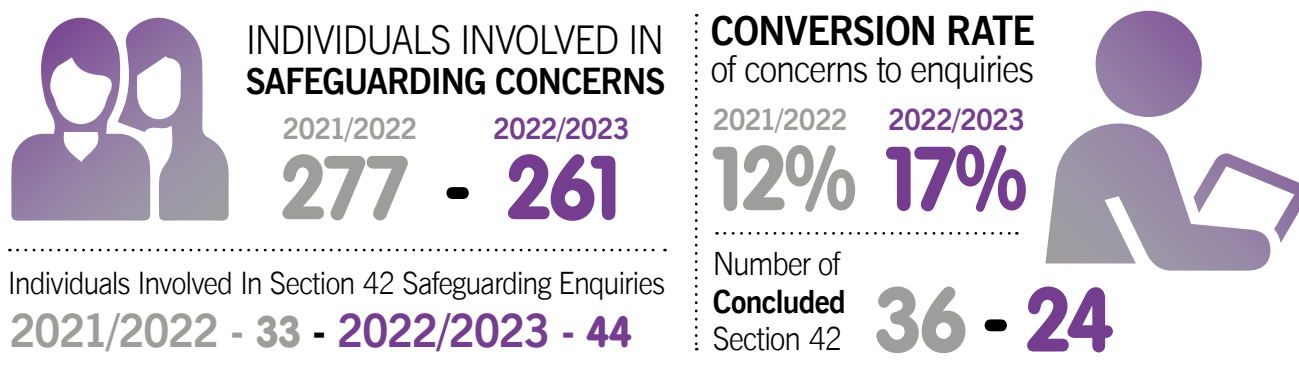 INDIVIDUALS INVOLVED IN
SAFEGUARDING CONCERNS
2021/2022 2022/2023
277 - 261
Individuals Involved In Section 42 Safeguarding Enquiries
2021/2022 - 33 - 2022/2023 - 44
CONVERSION RATE
of concerns to enquiries
2021/2022 2022/2023
12% 17%
Number of
Concluded
Section 42
36 - 24